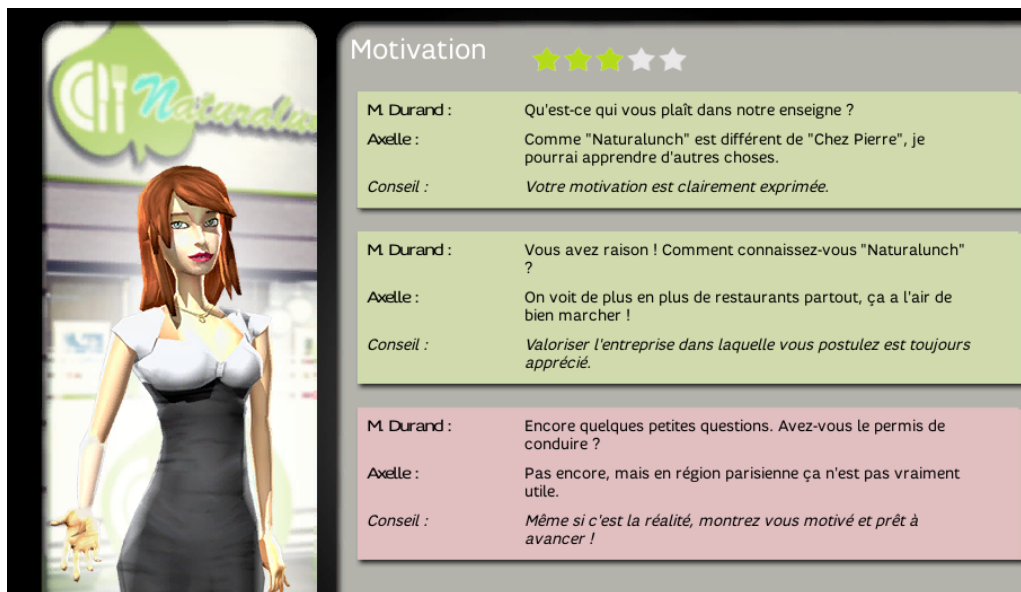 Naturalun
Motivation
M. Durand :
Qu'est-ce qui vous plaît dans notre enseigne ?
Axelle :
Comme "Naturalunch" est différent de "Chez Pierre", je
pourrai apprendre d'autres choses.
Conseil :
Votre motivation est clairement exprimée.
M. Durand :
Vous avez raison ! Comment connaissez-vous "Naturalunch"
?
Axelle :
On voit de plus en plus de restaurants partout, ça a l'air de
bien marcher !
Conseil :
Valoriser l'entreprise dans laquelle vous postulez est toujours
apprécié.
M. Durand :
Encore quelques petites questions. Avez-vous le permis de
conduire ?
Axelle :
Pas encore, mais en région parisienne ça n'est pas vraiment
utile.
Conseil :
Même si c'est la réalité, montrez vous motivé et prêt à
avancer !